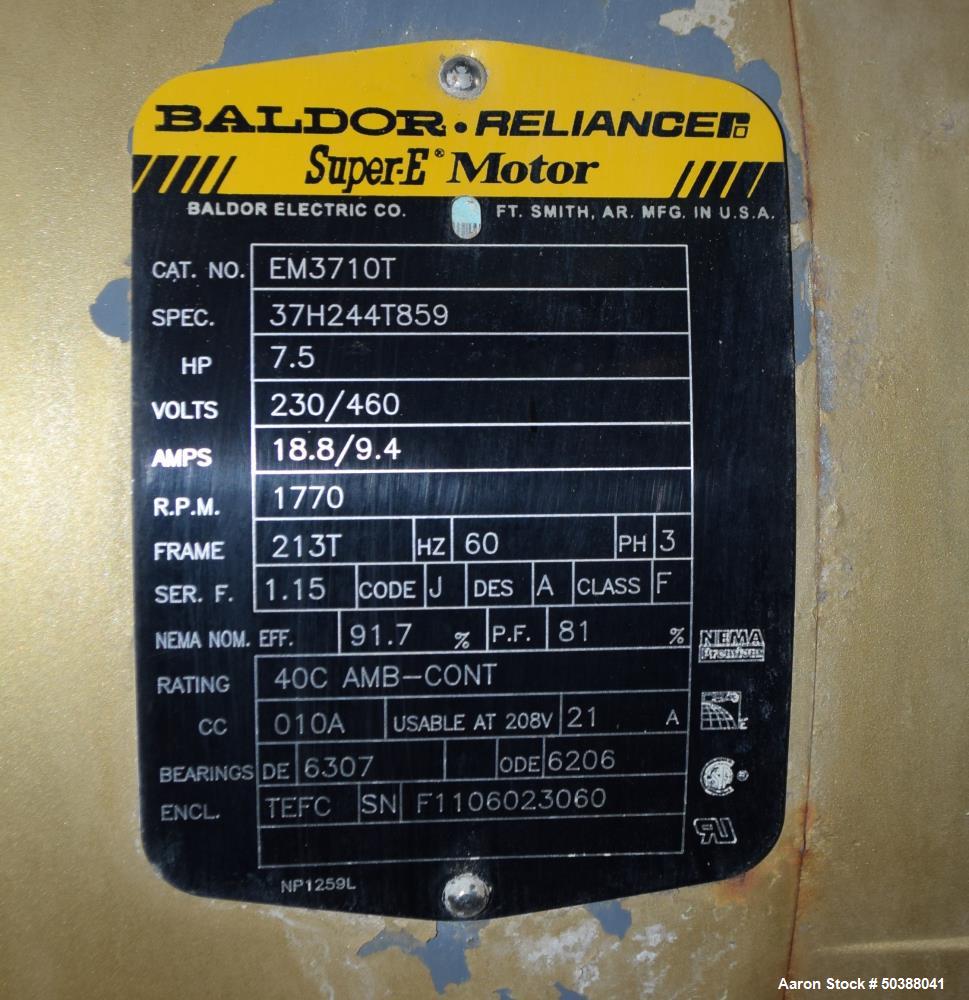 BALDOR • RELIANCE
Super-E® Motor
BALDOR ELECTRIC CO. FT. SMITH, AR. MFG. IN U.S.A.
CAT. NO. EM3710T
SPEC. 37H244T859
HP 7.5
VOLTS 230/460
AMPS 18.8/9.4
R.P.M. 1770
FRAME 213T HZ 60 PH 3
SER. F. 1.15 CODE J DES A CLASS F
NEMA NOM. EFF. 91.7 % P.F. 81 %
NEMA
Premium
RATING 40C AMB-CONT
CC 010A USABLE AT 208V 21 A
BEARINGS DE 6307 ODE 6206
ENCL. TEFC SN F1106023060
NP1259L
Aaron Stock # 50388041